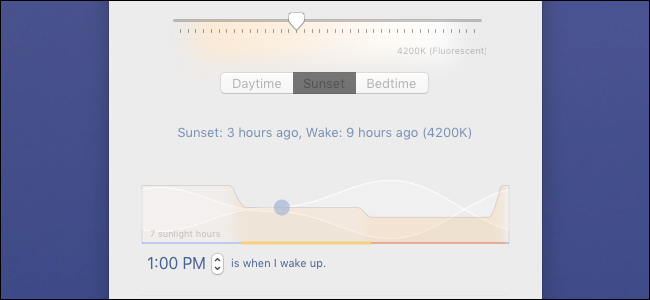 4200K (Fluorescent)
Daytime Sunset Bedtime
Sunset: 3 hours ago, Wake: 9 hours ago (4200K)
7 sunlight hours
1:00 PM is when I wake up.